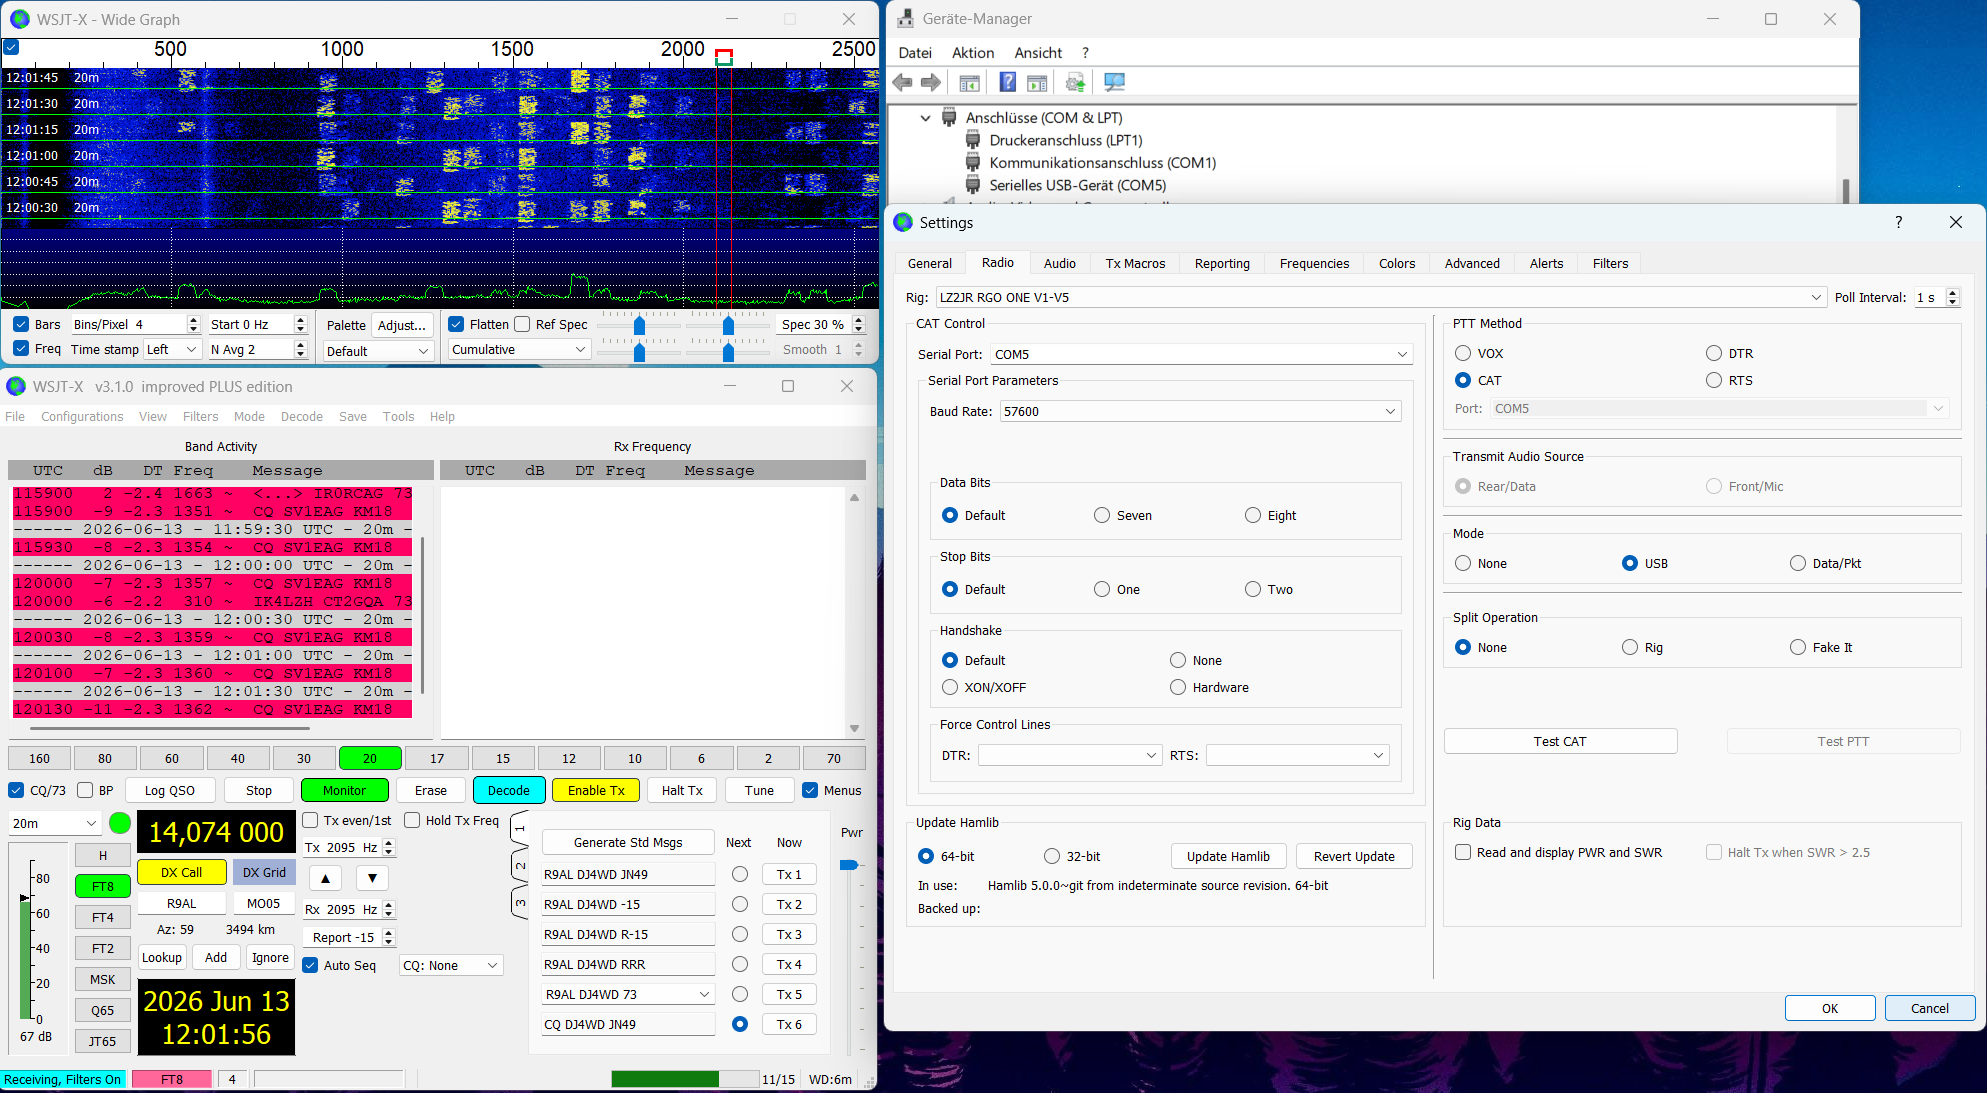 WSJT-X - Wide Graph
500 1000 1500 2000 2500
12:01:45 20m
12:01:30 20m
12:01:15 20m
12:01:00 20m
12:00:45 20m
12:00:30 20m
Bars Bins/Pixel 4 Start 0 Hz Palette Adjust... Flatten Ref Spec Spec 30 %
Freq Time stamp Left N Avg 2 Default Cumulative Smooth 1
WSJT-X v3.1.0 improved PLUS edition
File Configurations View Filters Mode Decode Save Tools Help
Band Activity Rx Frequency
UTC dB DT Freq Message UTC dB DT Freq Message
115900 2 -2.4 1663 ~ <...> IR0RCAG 73
115900 -9 -2.3 1351 ~ CQ SV1EAG KM18
------ 2026-06-13 - 11:59:30 UTC - 20m -
115930 -8 -2.3 1354 ~ CQ SV1EAG KM18
------ 2026-06-13 - 12:00:00 UTC - 20m -
120000 -7 -2.3 1357 ~ CQ SV1EAG KM18
120000 -6 -2.2 310 ~ IK4LZH CT2GQA 73
------ 2026-06-13 - 12:00:30 UTC - 20m -
120030 -8 -2.3 1359 ~ CQ SV1EAG KM18
------ 2026-06-13 - 12:01:00 UTC - 20m -
120100 -7 -2.3 1360 ~ CQ SV1EAG KM18
------ 2026-06-13 - 12:01:30 UTC - 20m -
120130 -11 -2.3 1362 ~ CQ SV1EAG KM18
160 80 60 40 30 20 17 15 12 10 6 2 70
CQ/73 BP Log QSO Stop Monitor Erase Decode Enable Tx Halt Tx Tune Menus
20m 14,074 000 Tx even/1st Hold Tx Freq
Tx 2095 Hz
Rx 2095 Hz
Report -15
Auto Seq CQ: None
H
FT8
FT4
FT2
MSK
Q65
JT65
DX Call DX Grid
R9AL MO05
Az: 59 3494 km
Lookup Add Ignore
2026 Jun 13
12:01:56
80
60
40
20
0
67 dB
1
2
3
Generate Std Msgs Next Now Pwr
R9AL DJ4WD JN49 Tx 1
R9AL DJ4WD -15 Tx 2
R9AL DJ4WD R-15 Tx 3
R9AL DJ4WD RRR Tx 4
R9AL DJ4WD 73 Tx 5
CQ DJ4WD JN49 Tx 6
Receiving, Filters On FT8 4 11/15 WD:6m
Geräte-Manager
Datei Aktion Ansicht ?
Anschlüsse (COM & LPT)
Druckeranschluss (LPT1)
Kommunikationsanschluss (COM1)
Serielles USB-Gerät (COM5)
Settings
?
General Radio Audio Tx Macros Reporting Frequencies Colors Advanced Alerts Filters
Rig: LZ2JR RGO ONE V1-V5 Poll Interval: 1 s
CAT Control
Serial Port: COM5
Serial Port Parameters
Baud Rate: 57600
Data Bits
Default Seven Eight
Stop Bits
Default One Two
Handshake
Default None
XON/XOFF Hardware
Force Control Lines
DTR: RTS:
Update Hamlib
64-bit 32-bit Update Hamlib Revert Update
In use: Hamlib 5.0.0~git from indeterminate source revision. 64-bit
Backed up:
PTT Method
VOX DTR
CAT RTS
Port: COM5
Transmit Audio Source
Rear/Data Front/Mic
Mode
None USB Data/Pkt
Split Operation
None Rig Fake It
Test CAT Test PTT
Rig Data
Read and display PWR and SWR Halt Tx when SWR > 2.5
OK Cancel